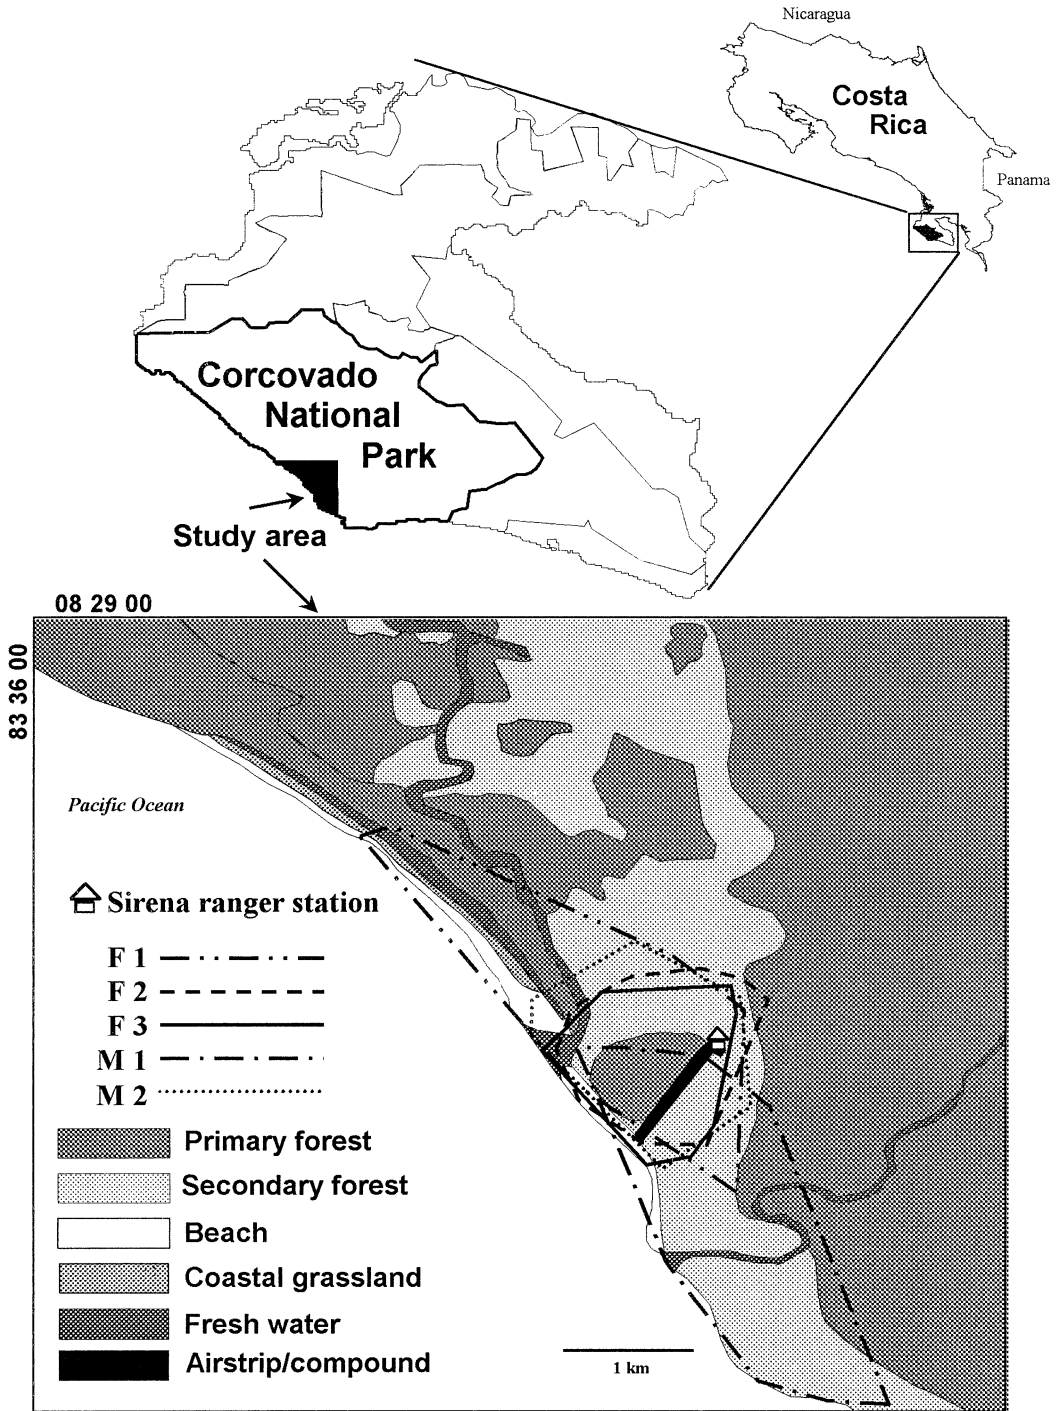 Nicaragua
Costa
Rica
Panama
Corcovado
National
Park
Study area
08 29 00
83 36 00
Pacific Ocean
Sirena ranger station
F 1
F 2
F 3
M 1
M 2
Primary forest
Secondary forest
Beach
Coastal grassland
Fresh water
Airstrip/compound
1 km